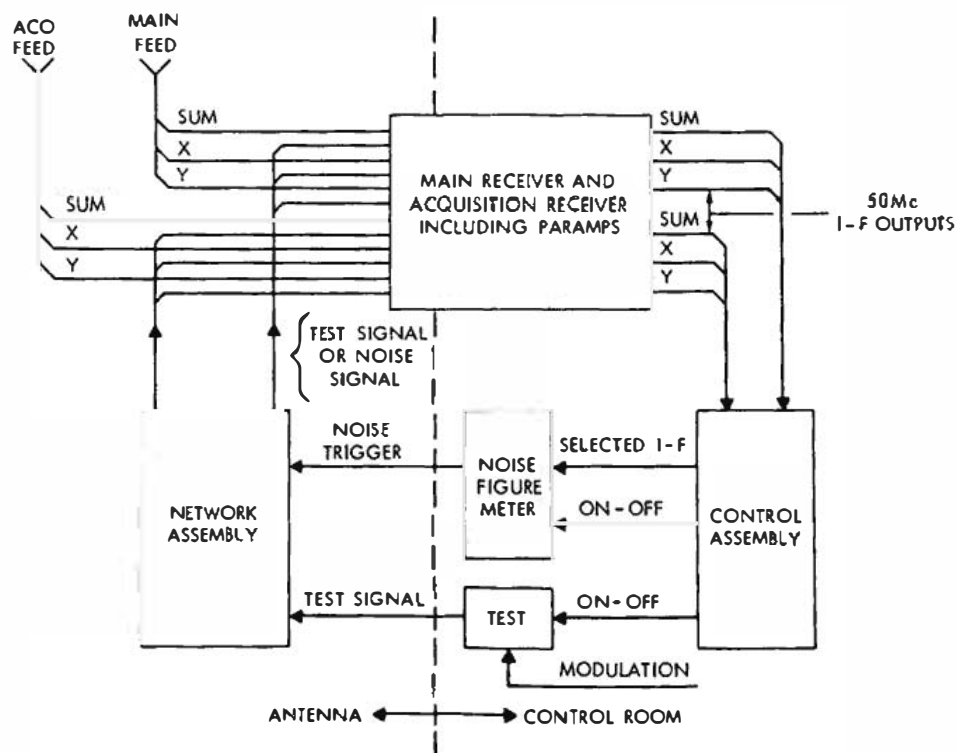 ACO
FEED
MAIN
FEED
SUM
X
Y
SUM
X
Y
MAIN RECEIVER AND
ACQUISITION RECEIVER
INCLUDING PARAMPS
SUM
X
Y
SUM
X
Y
50Mc
I-F OUTPUTS
TEST SIGNAL
OR NOISE
SIGNAL
NOISE
TRIGGER
NETWORK
ASSEMBLY
NOISE
FIGURE
METER
SELECTED I-F
ON-OFF
CONTROL
ASSEMBLY
TEST SIGNAL
TEST
ON-OFF
MODULATION
ANTENNA
CONTROL ROOM